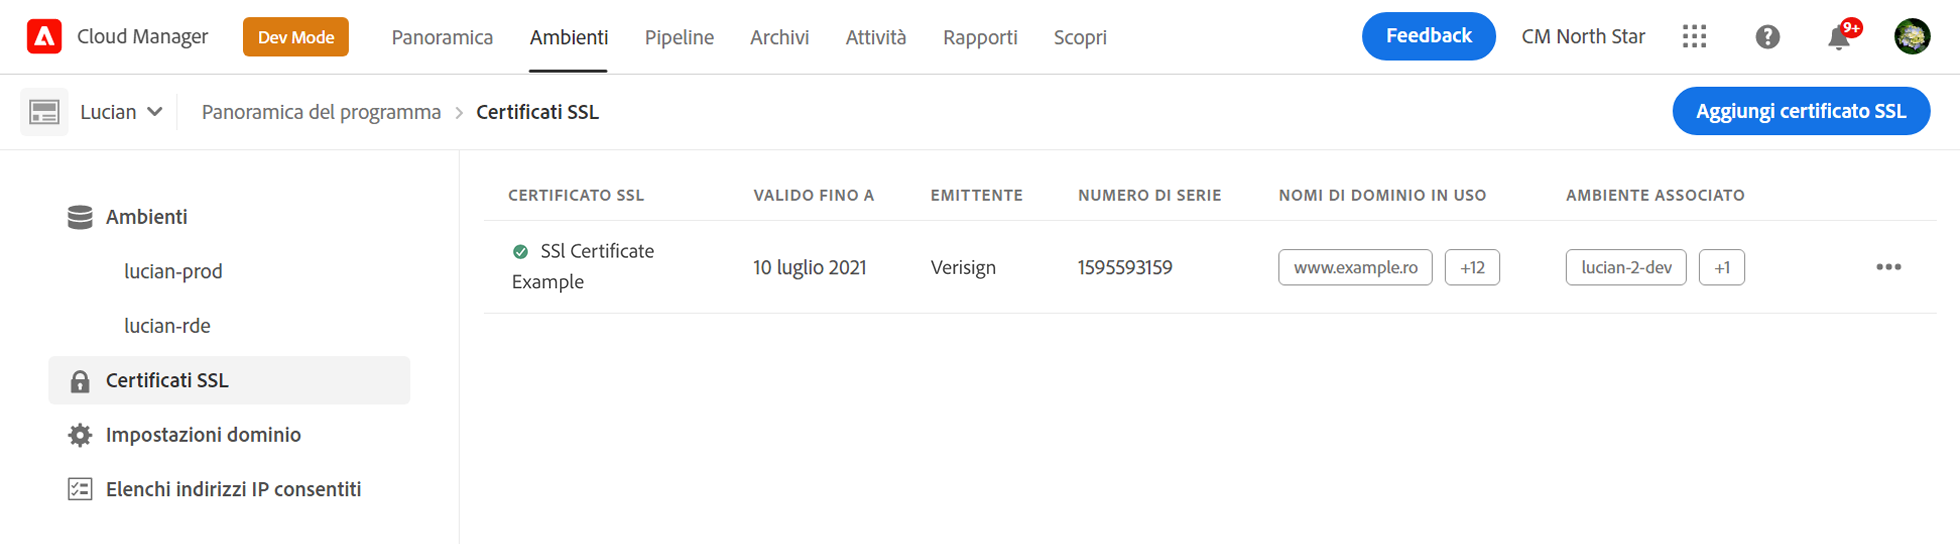 Cloud Manager Dev Mode Panoramica Ambienti Pipeline Archivi Attività Rapporti Scopri Feedback CM North Star 9+
Lucian Panoramica del programma Certificati SSL Aggiungi certificato SSL
Ambienti
lucian-prod
lucian-rde
Certificati SSL
Impostazioni dominio
Elenchi indirizzi IP consentiti
CERTIFICATO SSL VALIDO FINO A EMITTENTE NUMERO DI SERIE NOMI DI DOMINIO IN USO AMBIENTE ASSOCIATO
SSl Certificate
Example
10 luglio 2021 Verisign 1595593159 www.example.ro +12 lucian-2-dev +1